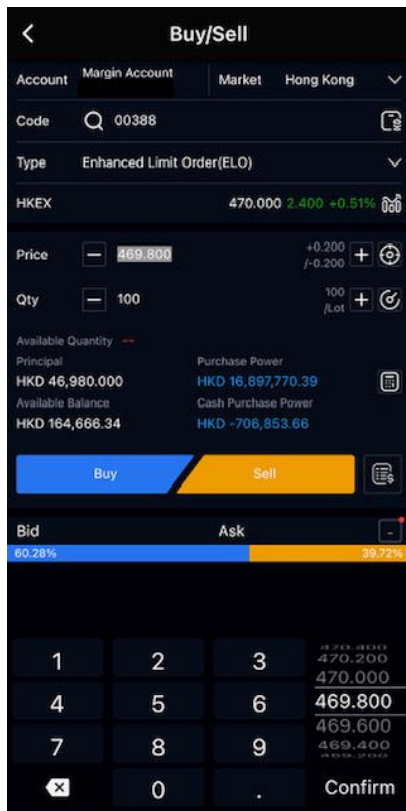 Buy/Sell
Account Margin Account Market Hong Kong
Code 00388
Type Enhanced Limit Order(ELO)
HKEX 470.000 2.400 +0.51%
Price 469.800 +0.200 /-0.200
Qty 100 100 /Lot
Available Quantity --
Principal Purchase Power
HKD 46,980.000 HKD 16,897,770.39
Available Balance Cash Purchase Power
HKD 164,666.34 HKD -706,853.66
Buy Sell
Bid Ask
60.28% 39.72%
470.400
1 2 3 470.200
470.000
4 5 6 469.800
469.600
7 8 9 469.400
469.200
0 . Confirm